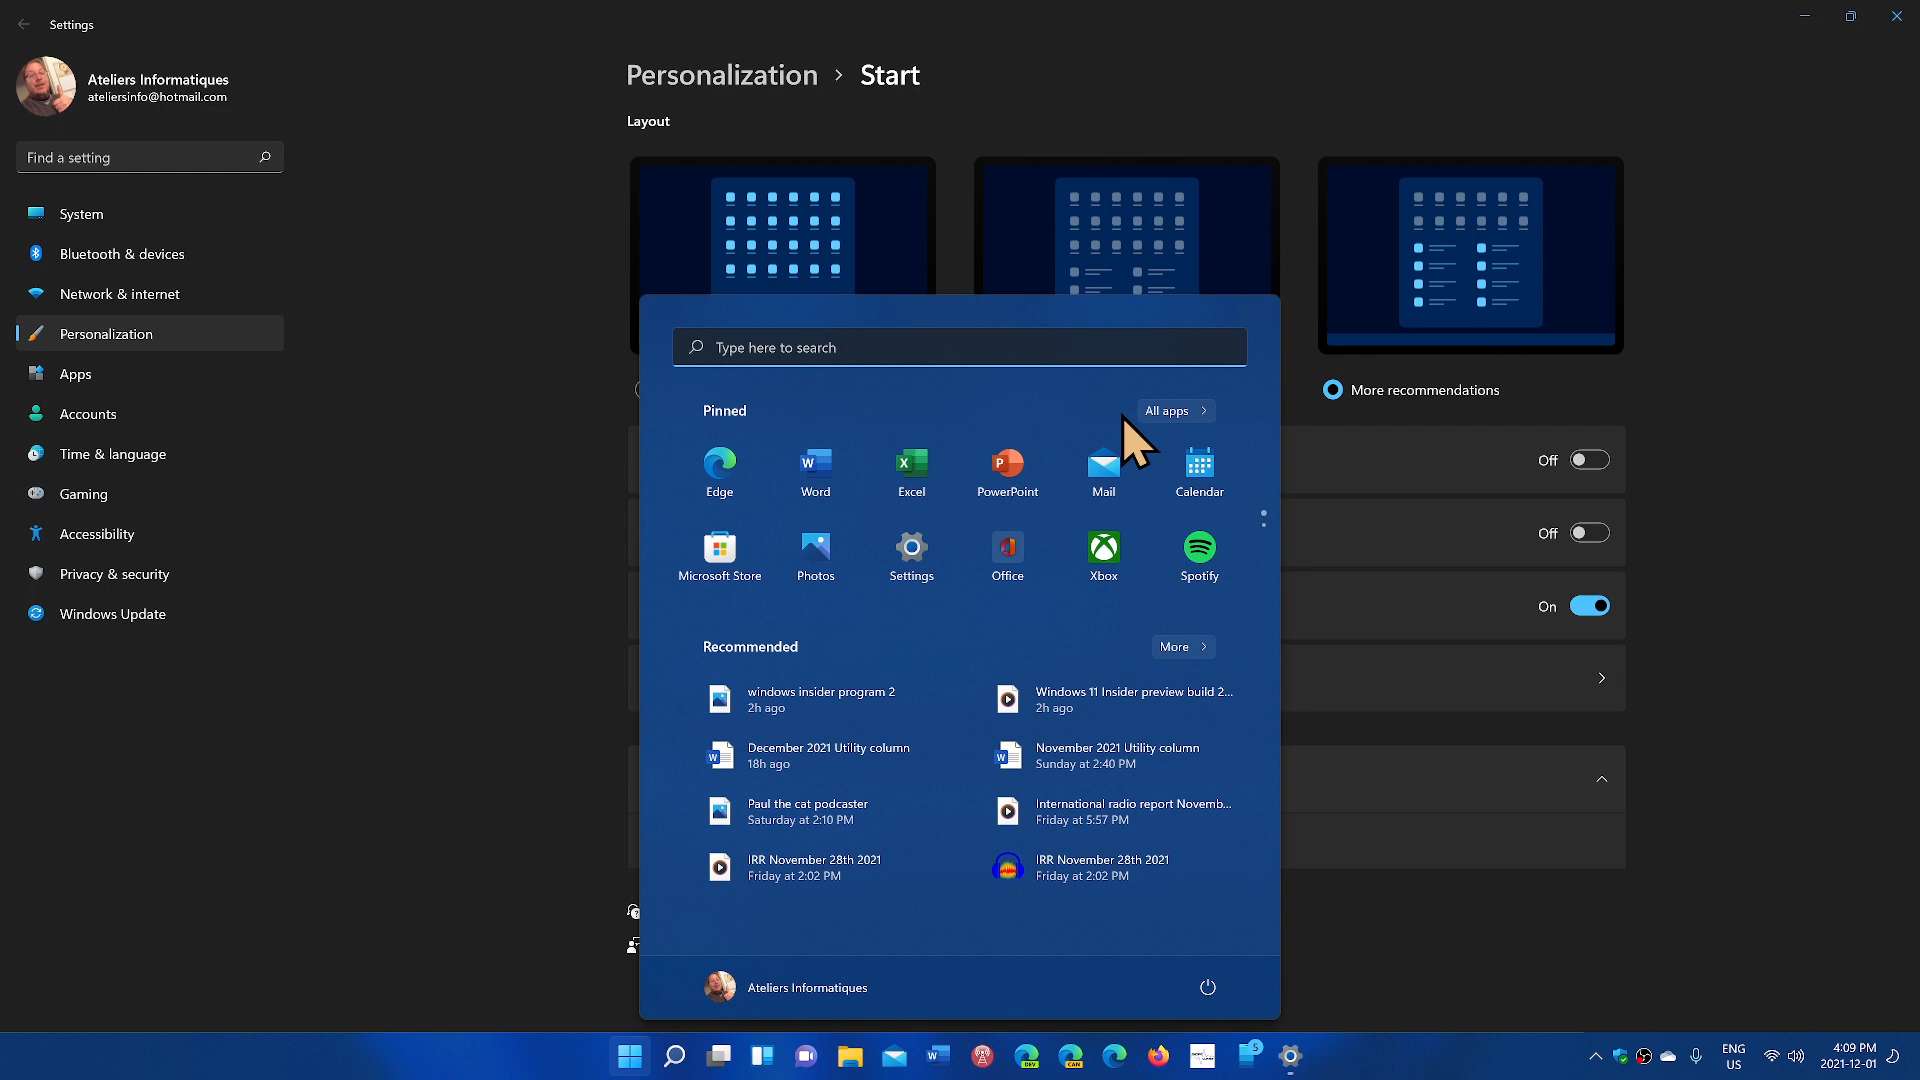 Settings
Ateliers Informatiques
ateliersinfo@hotmail.com
Find a setting
System
Bluetooth & devices
Network & internet
Personalization
Apps
Accounts
Time & language
Gaming
Accessibility
Privacy & security
Windows Update
Personalization > Start
Layout
More recommendations
Off
Off
On
Type here to search
Pinned
All apps >
Edge
Word
Excel
PowerPoint
Mail
Calendar
Microsoft Store
Photos
Settings
Office
Xbox
Spotify
Recommended
More >
windows insider program 2
2h ago
Windows 11 Insider preview build 2...
2h ago
December 2021 Utility column
18h ago
November 2021 Utility column
Sunday at 2:40 PM
Paul the cat podcaster
Saturday at 2:10 PM
International radio report Novemb...
Friday at 5:57 PM
IRR November 28th 2021
Friday at 2:02 PM
IRR November 28th 2021
Friday at 2:02 PM
Ateliers Informatiques
DEV
CAN
5
ENG
US
4:09 PM
2021-12-01